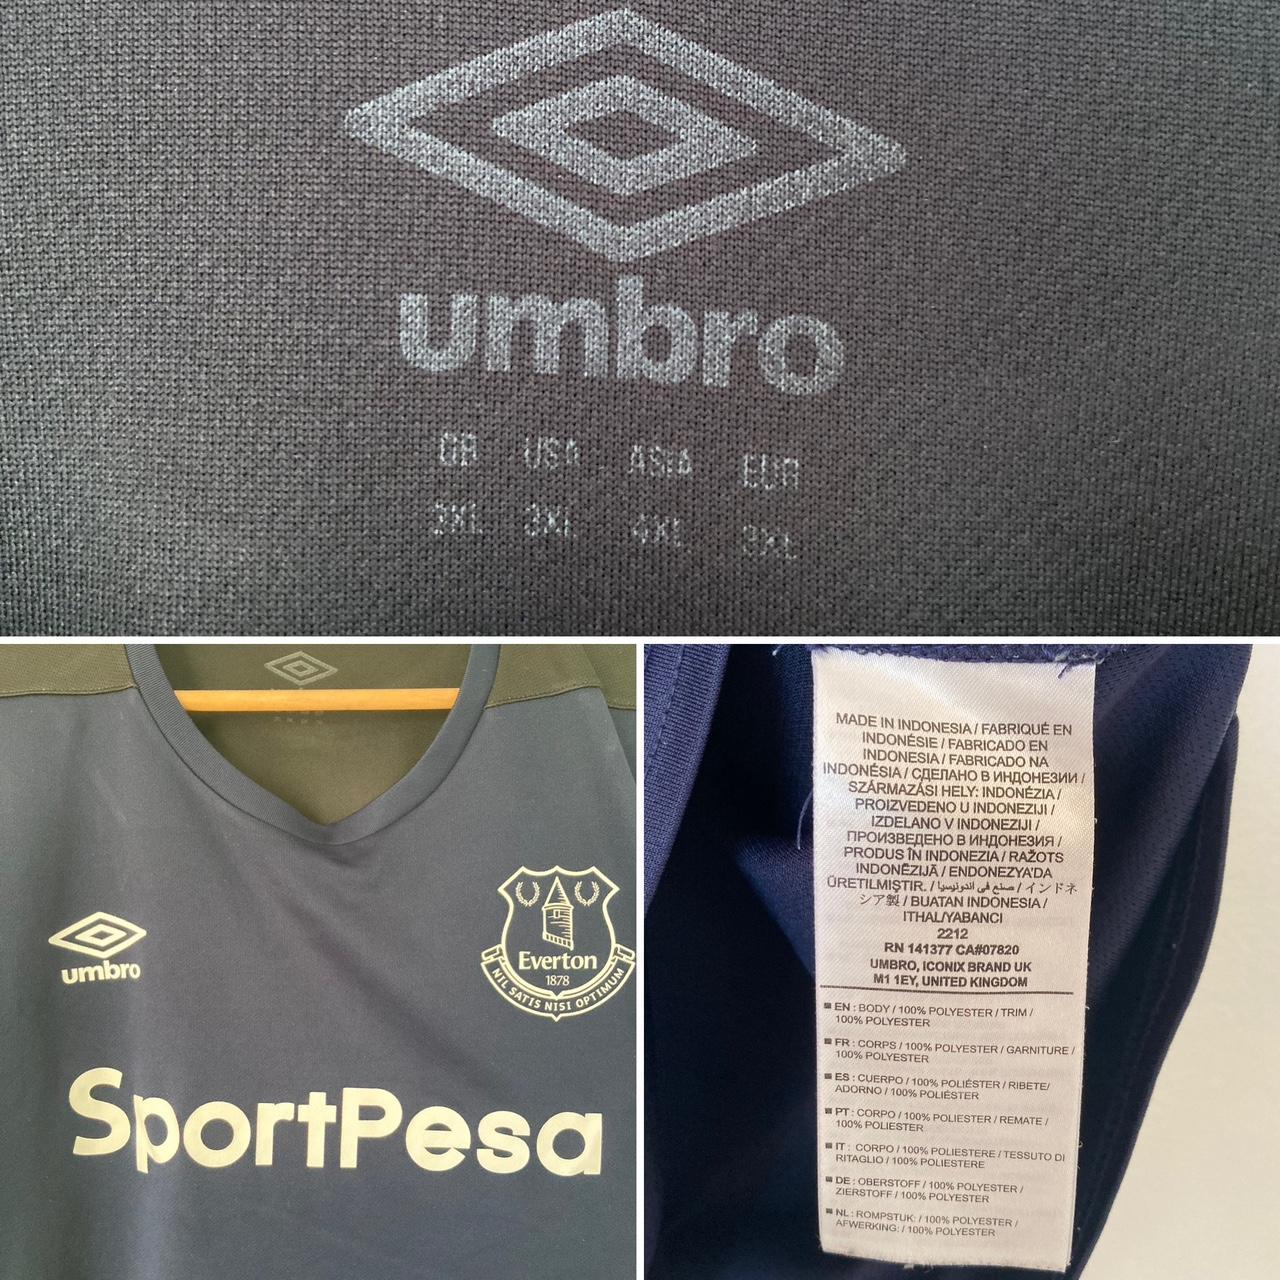 umbro
GB USA ASIA EUR
3XL 3XL 4XL 3XL
umbro
Everton
1878
NIL SATIS NISI OPTIMUM
SportPesa
MADE IN INDONESIA / FABRIQUÉ EN
INDONÉSIE / FABRICADO EN
INDONESIA / FABRICADO NA
INDONÉSIA / СДЕЛАНО В ИНДОНЕЗИИ /
SZÁRMAZÁSI HELY: INDONÉZIA /
PROIZVEDENO U INDONEZIJI /
IZDELANO V INDONEZIJI /
ПРОИЗВЕДЕНО В ИНДОНЕЗИЯ /
PRODUS ÎN INDONEZIA / RAŽOTS
INDONĒZIJĀ / ENDONEZYA'DA
ÜRETILMIŞTIR. / صنع في اندونيسيا / インドネ
シア製 / BUATAN INDONESIA /
ITHAL/YABANCI
2212
RN 141377 CA#07820
UMBRO, ICONIX BRAND UK
M1 1EY, UNITED KINGDOM
EN : BODY / 100% POLYESTER / TRIM /
100% POLYESTER
FR : CORPS / 100% POLYESTER / GARNITURE /
100% POLYESTER
ES : CUERPO / 100% POLIÉSTER / RIBETE/
ADORNO / 100% POLIÉSTER
PT : CORPO / 100% POLIESTER / REMATE /
100% POLIESTER
IT : CORPO / 100% POLIESTERE / TESSUTO DI
RITAGLIO / 100% POLIESTERE
DE : OBERSTOFF / 100% POLYESTER /
ZIERSTOFF / 100% POLYESTER
NL : ROMPSTUK: / 100% POLYESTER /
AFWERKING: / 100% POLYESTER